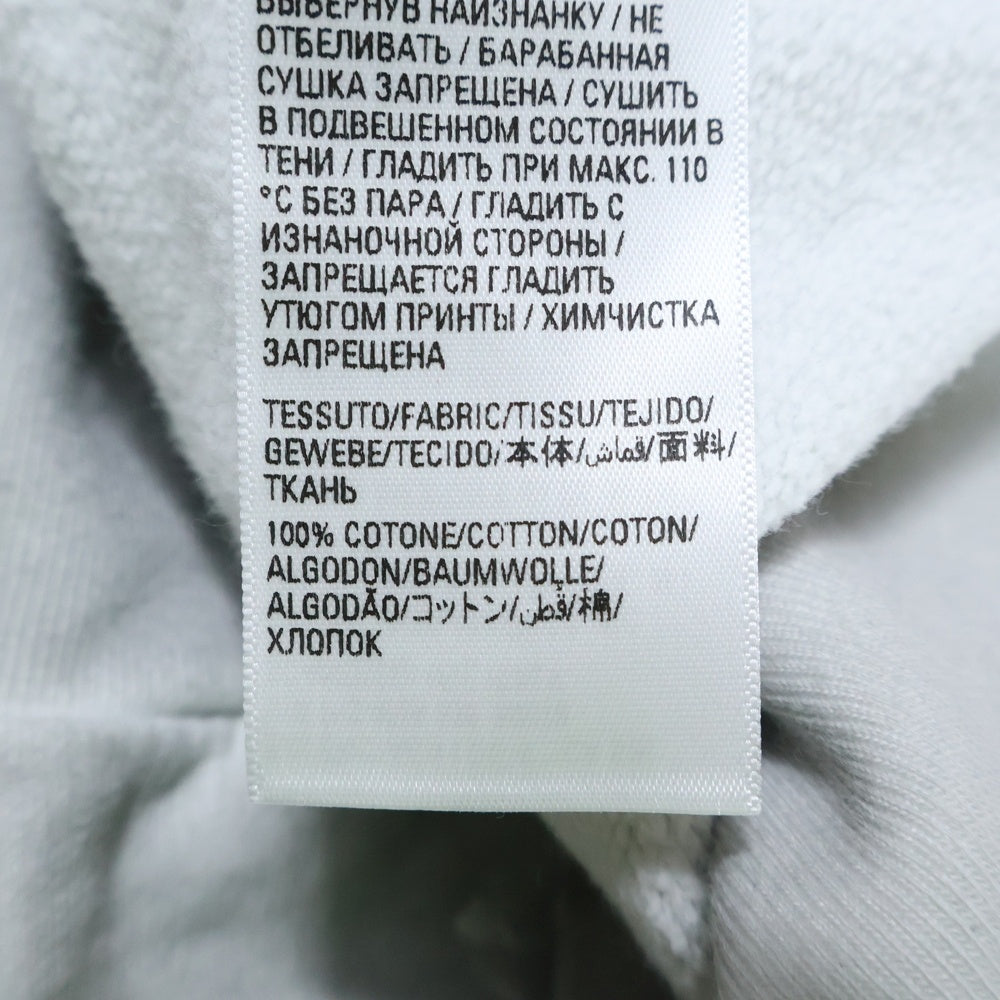 ВЫВЕРНУВ НАИЗНАНКУ / НЕ
ОТБЕЛИВАТЬ / БАРАБАННАЯ
СУШКА ЗАПРЕЩЕНА / СУШИТЬ
В ПОДВЕШЕННОМ СОСТОЯНИИ В
ТЕНИ / ГЛАДИТЬ ПРИ МАКС. 110
°C БЕЗ ПАРА / ГЛАДИТЬ С
ИЗНАНОЧНОЙ СТОРОНЫ /
ЗАПРЕЩАЕТСЯ ГЛАДИТЬ
УТЮГОМ ПРИНТЫ / ХИМЧИСТКА
ЗАПРЕЩЕНА
TESSUTO/FABRIC/TISSU/TEJIDO/
GEWEBE/TECIDO/本体/قماش/面料/
ТКАНЬ
100% COTONE/COTTON/COTON/
ALGODON/BAUMWOLLE/
ALGODÃO/コットン/قطن/棉/
ХЛОПОК